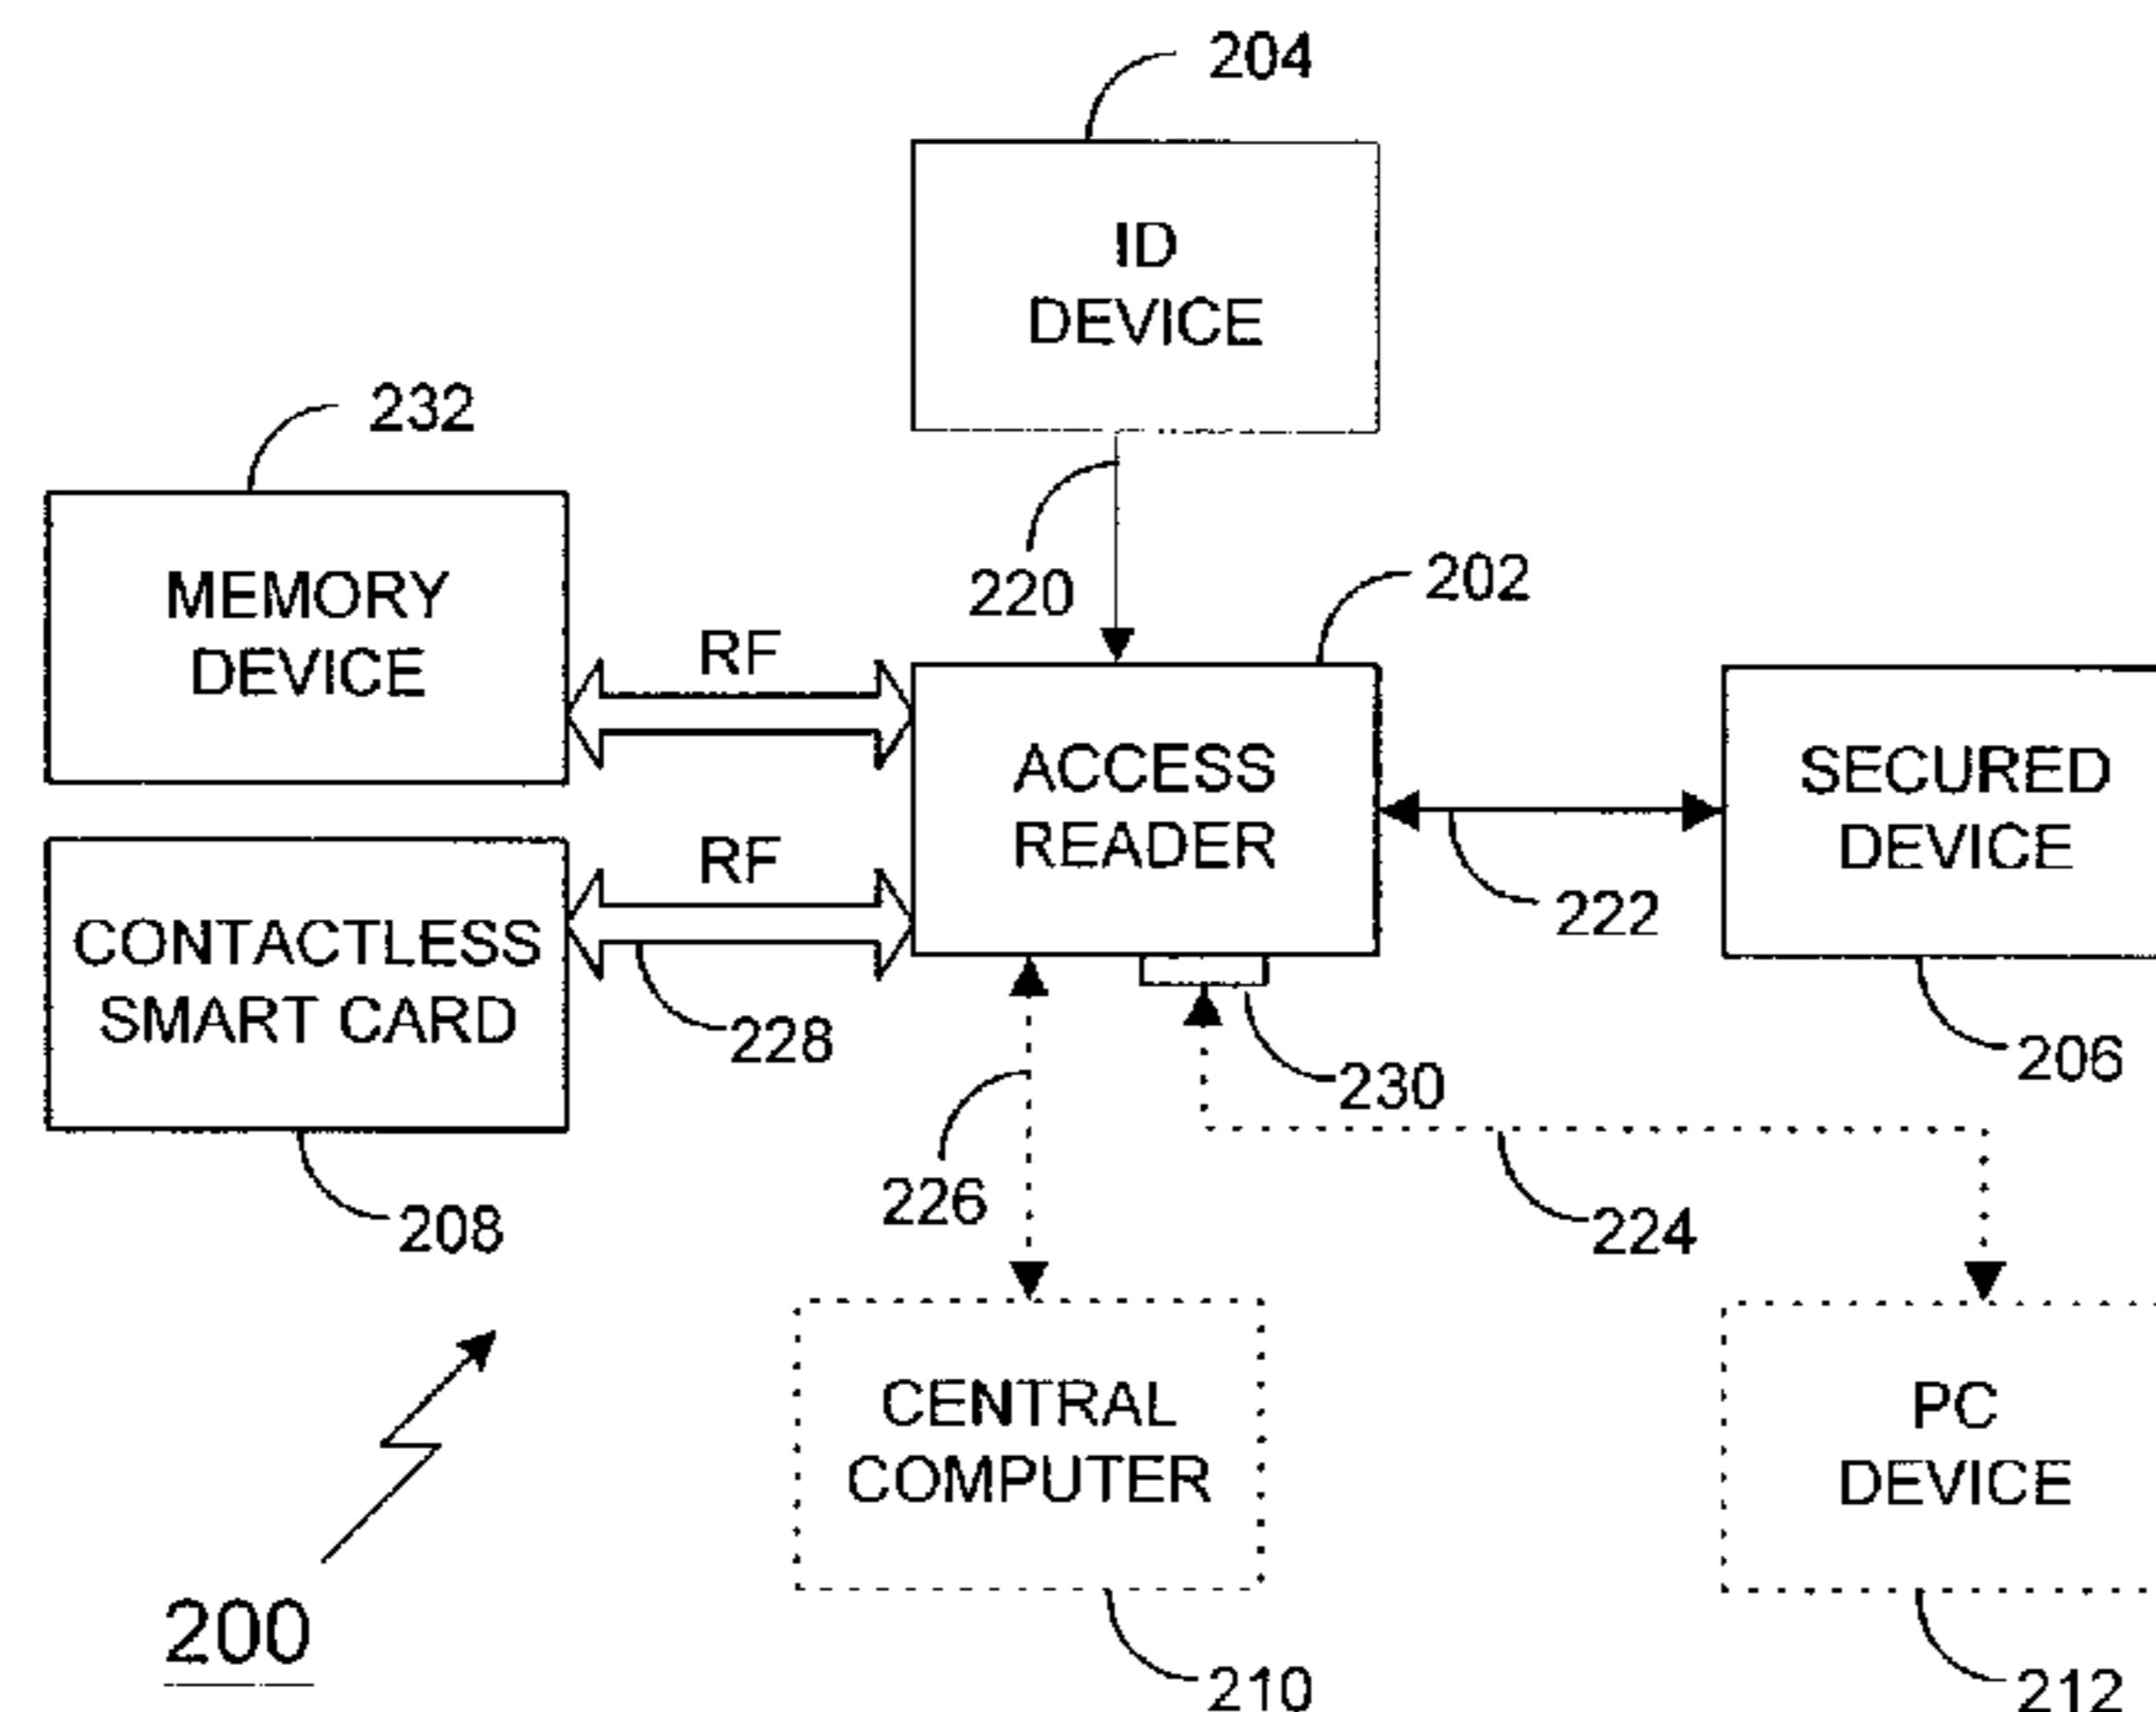 204
ID
DEVICE
232
MEMORY
DEVICE
220
202
RF
ACCESS
READER
SECURED
DEVICE
RF
222
CONTACTLESS
SMART CARD
228
230
206
226
208
224
CENTRAL
COMPUTER
PC
DEVICE
200
210
212